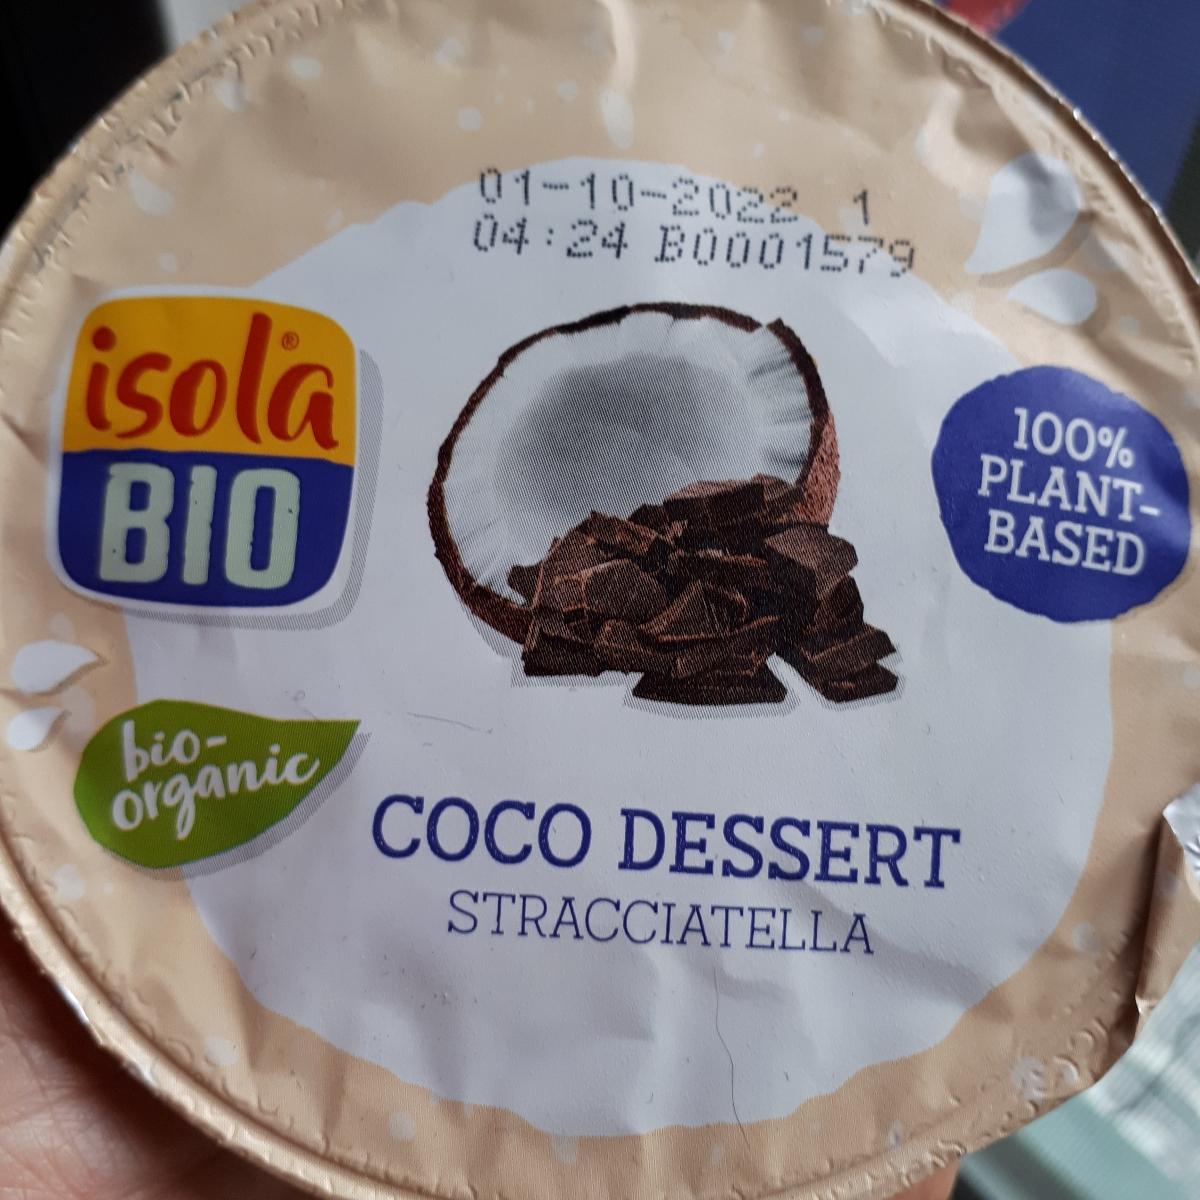 01-10-2022 1
04:24 B0001579
isola®
BIO
100%
PLANT-
BASED
bio-
organic
COCO DESSERT
STRACCIATELLA